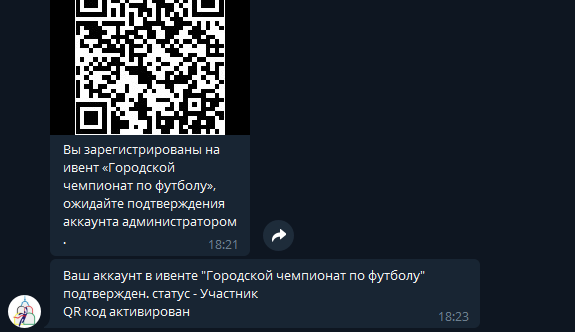 Вы зарегистрированы на
ивент «Городской
чемпионат по футболу»,
ожидайте подтверждения
аккаунта администратором
.
18:21
Ваш аккаунт в ивенте "Городской чемпионат по футболу"
подтвержден. статус - Участник
QR код активирован
18:23